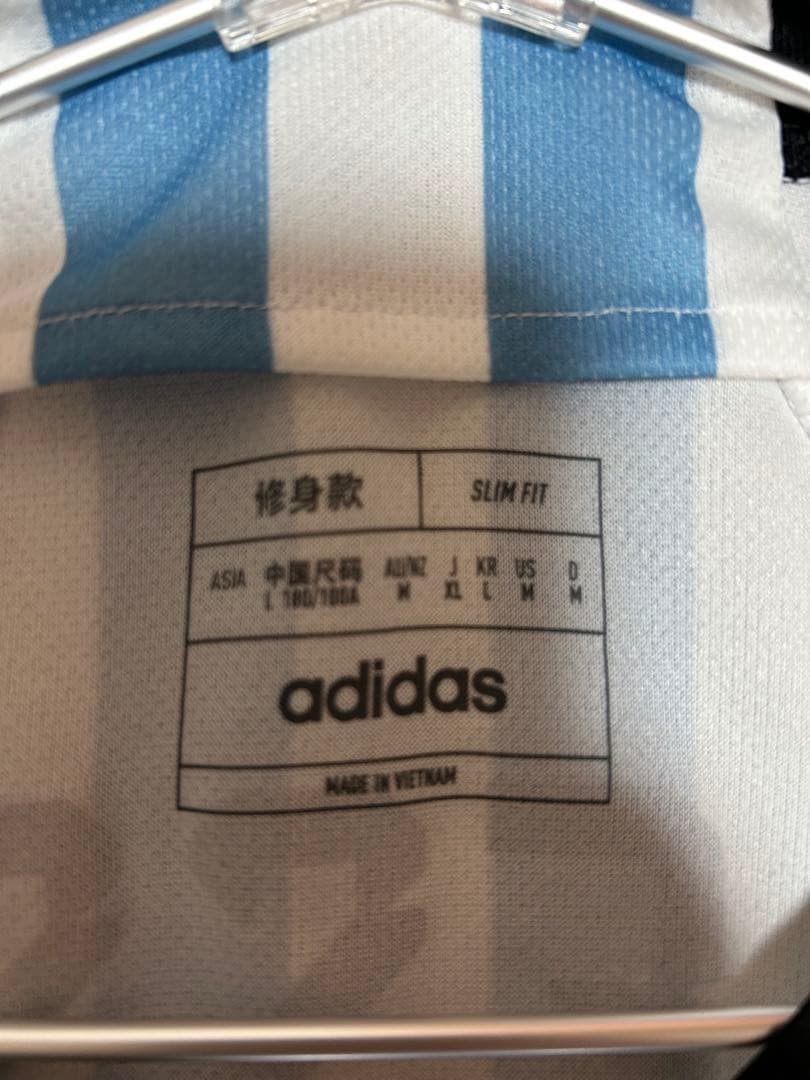 修身款 SLIM FIT
ASIA 中国尺码 AU/NZ J KR US D
L 180/100A M XL L M M
adidas
MADE IN VIETNAM